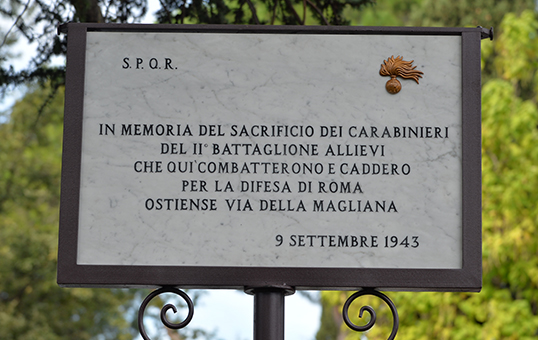 S. P. Q. R.
IN MEMORIA DEL SACRIFICIO DEI CARABINIERI
DEL II° BATTAGLIONE ALLIEVI
CHE QUI'COMBATTERONO E CADDERO
PER LA DIFESA DI ROMA
OSTIENSE VIA DELLA MAGLIANA
9 SETTEMBRE 1943